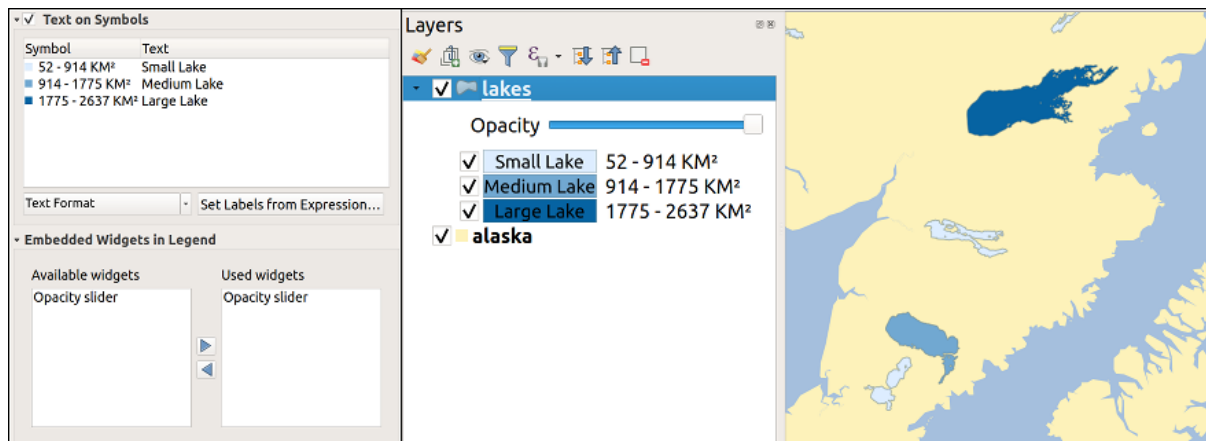 Text on Symbols
Symbol Text
52 - 914 KM² Small Lake
914 - 1775 KM² Medium Lake
1775 - 2637 KM² Large Lake
Text Format
Set Labels from Expression...
Embedded Widgets in Legend
Available widgets Used widgets
Opacity slider Opacity slider
Layers
lakes
Opacity
Small Lake 52 - 914 KM²
Medium Lake 914 - 1775 KM²
Large Lake 1775 - 2637 KM²
alaska